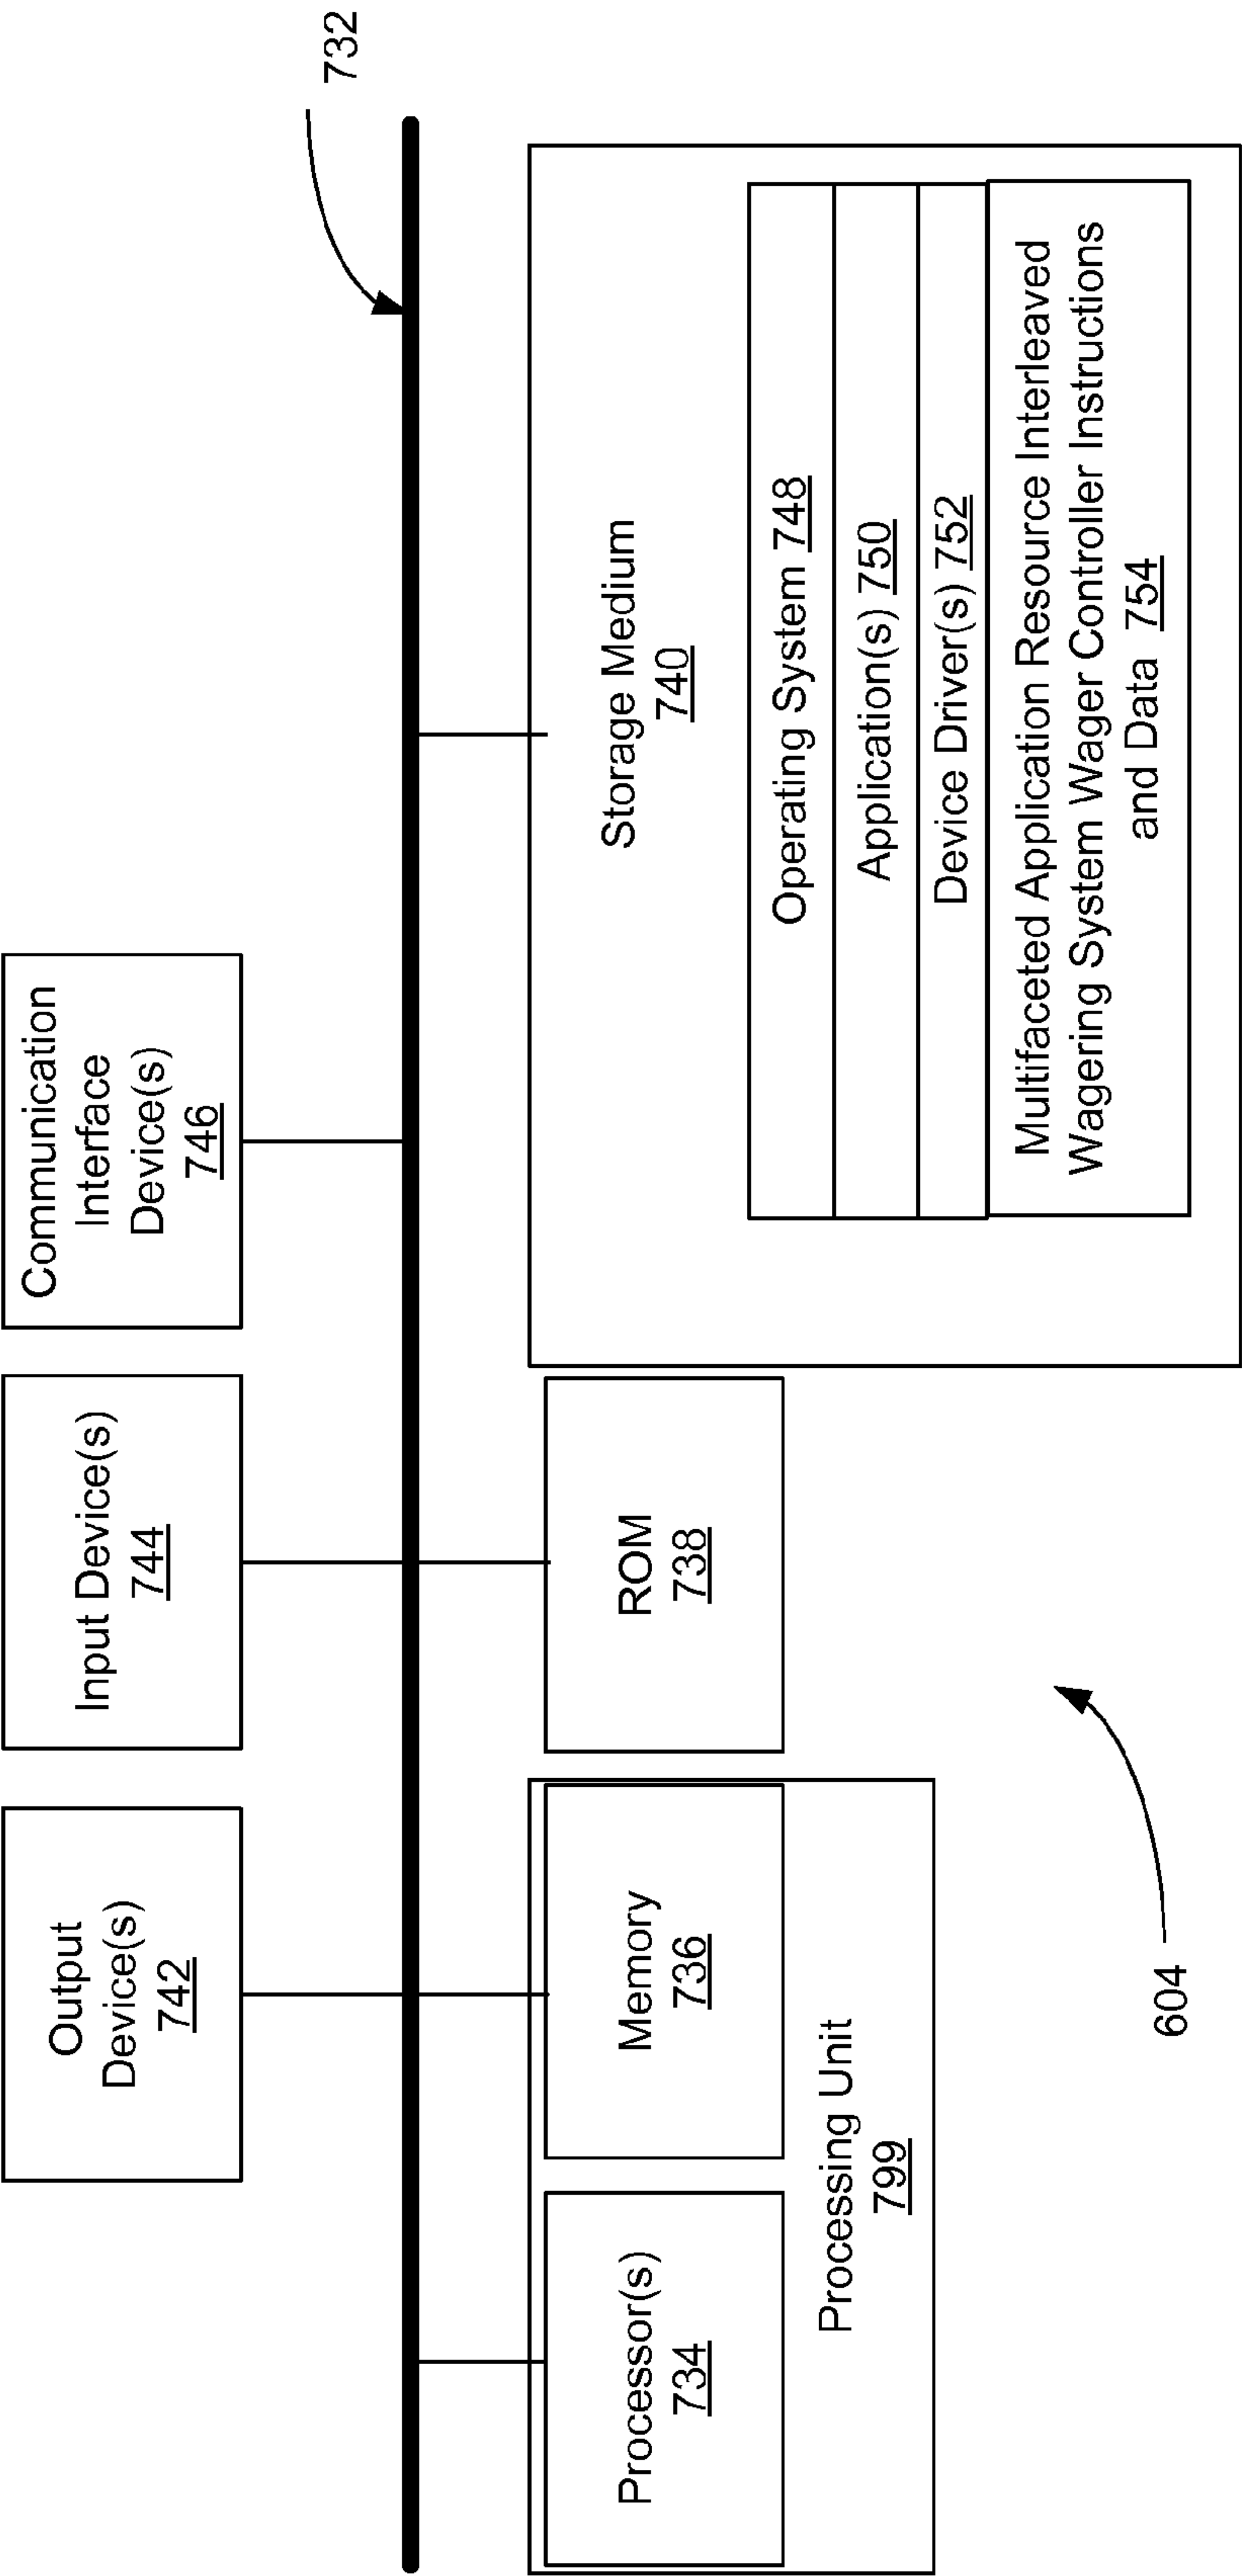 732
Output
Device(s)
742
Input Device(s)
744
Communication
Interface
Device(s)
746
Processor(s)
734
Memory
736
Processing Unit
799
ROM
738
Storage Medium
740
Operating System 748
Application(s) 750
Device Driver(s) 752
Multifaceted Application Resource Interleaved
Wagering System Wager Controller Instructions
and Data 754
604